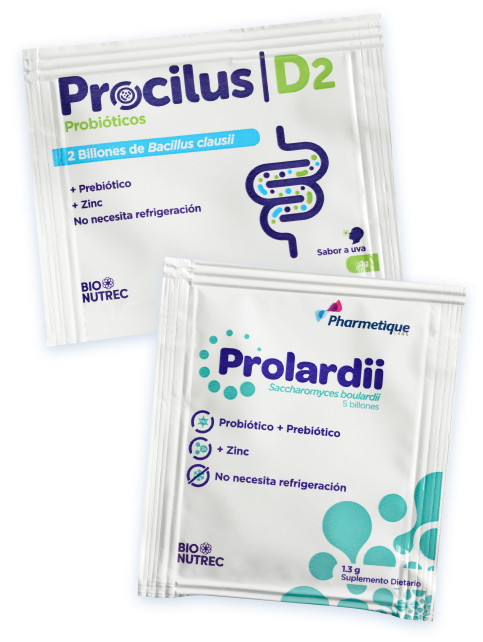 Procilus | D2
Probióticos
2 Billones de Bacillus clausii
+ Prebiótico
+ Zinc
No necesita refrigeración
Sabor a uva
BIO
NUTREC
Pharmetique
LABS
Prolardii
Saccharomyces boulardii
5 billones
Probiótico + Prebiótico
+ Zinc
No necesita refrigeración
BIO
NUTREC
1.3 g
Suplemento Dietario